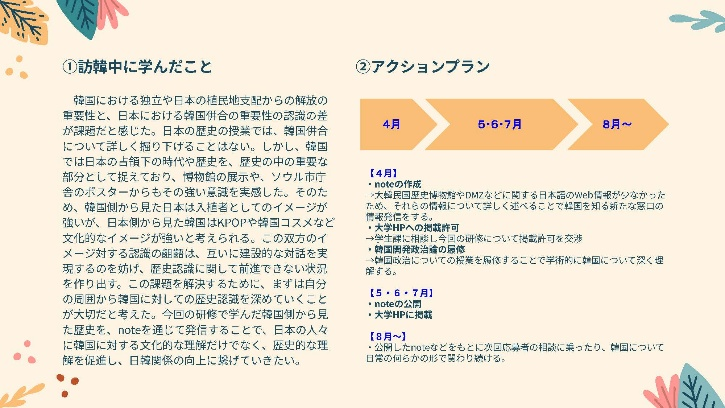 ①訪韓中に学んだこと
韓国における独立や日本の植民地支配からの解放の
重要性と、日本における韓国併合の重要性の認識の差
が課題だと感じた。日本の歴史の授業では、韓国併合
について詳しく掘り下げることはない。しかし、韓国
では日本の占領下の時代や歴史を、歴史の中の重要な
部分として捉えており、博物館の展示や、ソウル市庁
舎のポスターからもその強い意識を実感した。そのた
め、韓国側から見た日本は入植者としてのイメージが
強いが、日本側から見た韓国はKPOPや韓国コスメなど
文化的なイメージが強いと考えられる。この双方のイ
メージ対する認識の齟齬は、互いに建設的な対話を実
現するのを妨げ、歴史認識に関して前進できない状況
を作り出す。この課題を解決するために、まずは自分
の周囲から韓国に対しての歴史認識を深めていくこと
が大切だと考えた。今回の研修で学んだ韓国側から見
た歴史を、noteを通じて発信することで、日本の人々
に韓国に対する文化的な理解だけでなく、歴史的な理
解を促進し、日韓関係の向上に繋げていきたい。
②アクションプラン
4月
5･6･7月
8月～
【4月】
・noteの作成
→大韓民国歴史博物館やDMZなどに関する日本語のWeb情報が少なかった
ため、それらの情報について詳しく述べることで韓国を知る新たな窓口の
情報発信をする。
・大学HPへの掲載許可
→学生課に相談し今回の研修について掲載許可を交渉
・韓国開発政治論の履修
→韓国政治についての授業を履修することで学術的に韓国について深く理
解する。
【5・6・7月】
・noteの公開
・大学HPに掲載
【8月～】
・公開したnoteなどをもとに次回応募者の相談に乗ったり、韓国について
日常の何らかの形で関わり続ける。